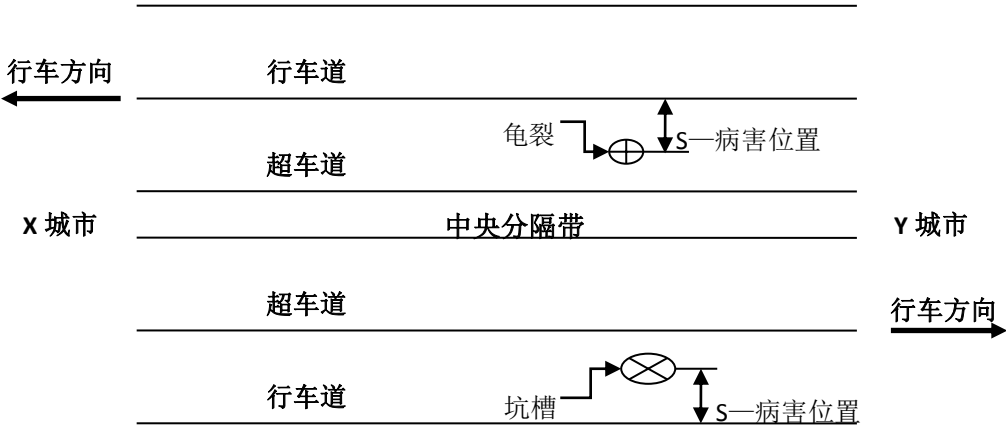 行车方向
行车道
龟裂
S—病害位置
超车道
X 城市
中央分隔带
Y 城市
超车道
行车方向
行车道
坑槽
S—病害位置